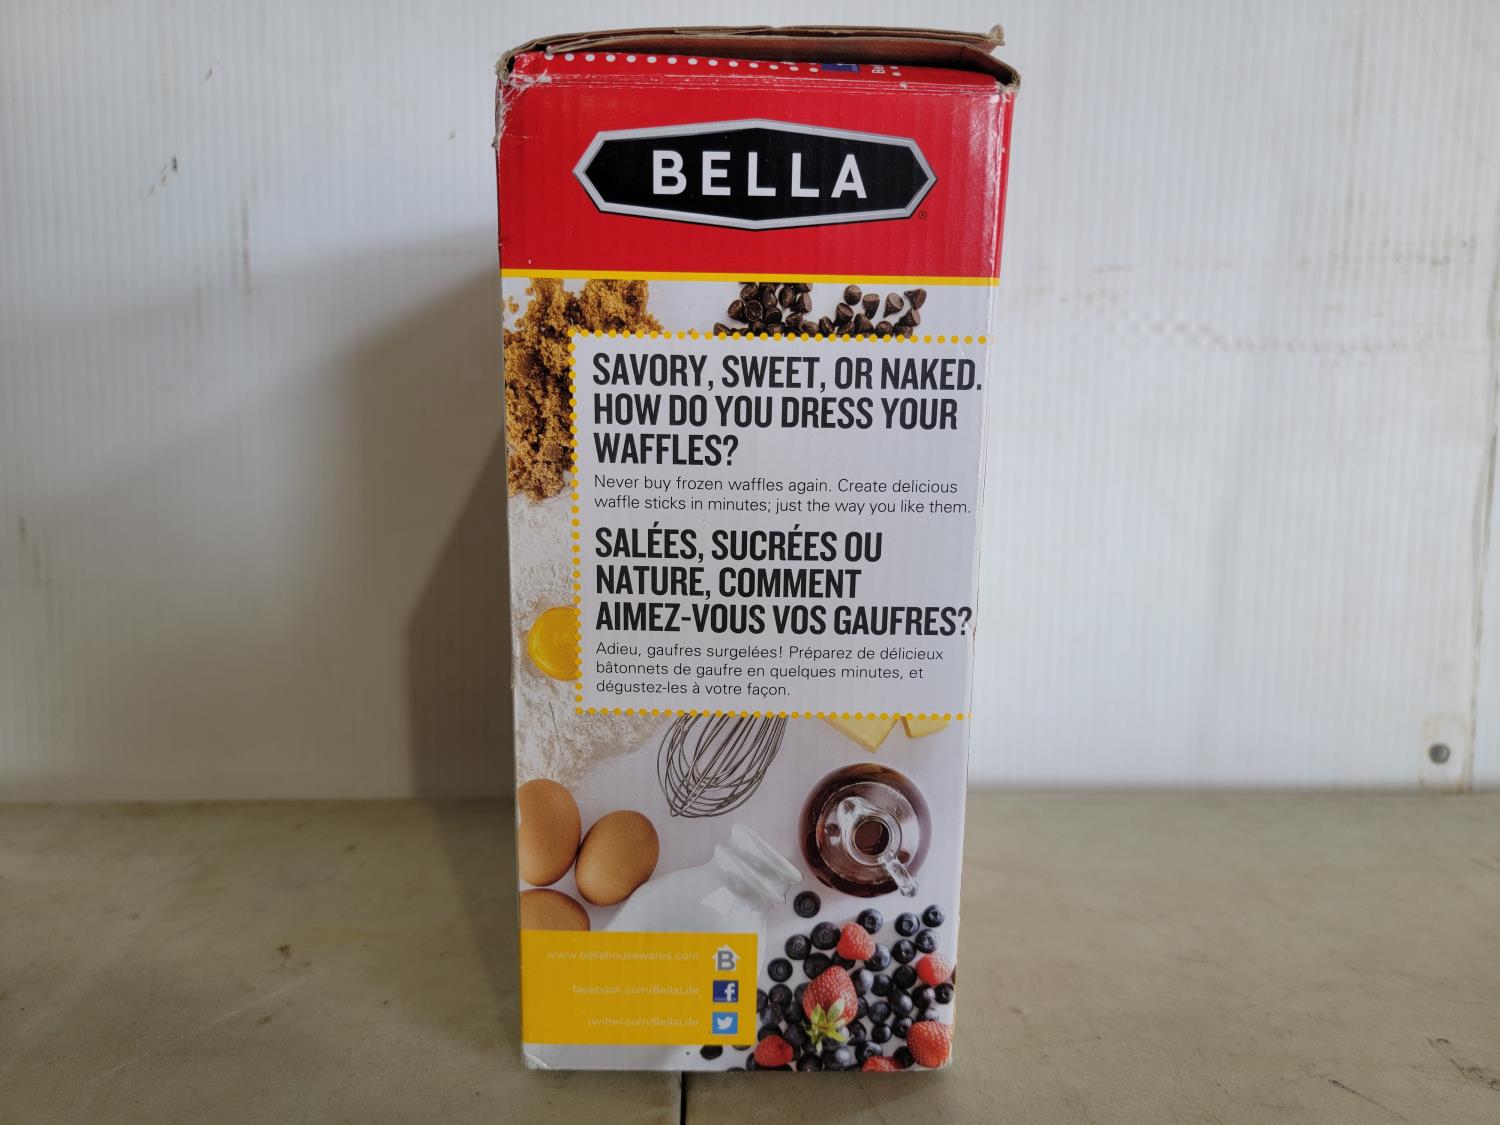 Be
BELLA
®
SAVORY, SWEET, OR NAKED.
HOW DO YOU DRESS YOUR
WAFFLES?
Never buy frozen waffles again. Create delicious
waffle sticks in minutes; just the way you like them.
SALÉES, SUCRÉES OU
NATURE, COMMENT
AIMEZ-VOUS VOS GAUFRES?
Adieu, gaufres surgelées! Préparez de délicieux
bâtonnets de gaufre en quelques minutes, et
dégustez-les à votre façon.
www.bellahousewares.com B
facebook.com/BellaLife f
twitter.com/BellaLife